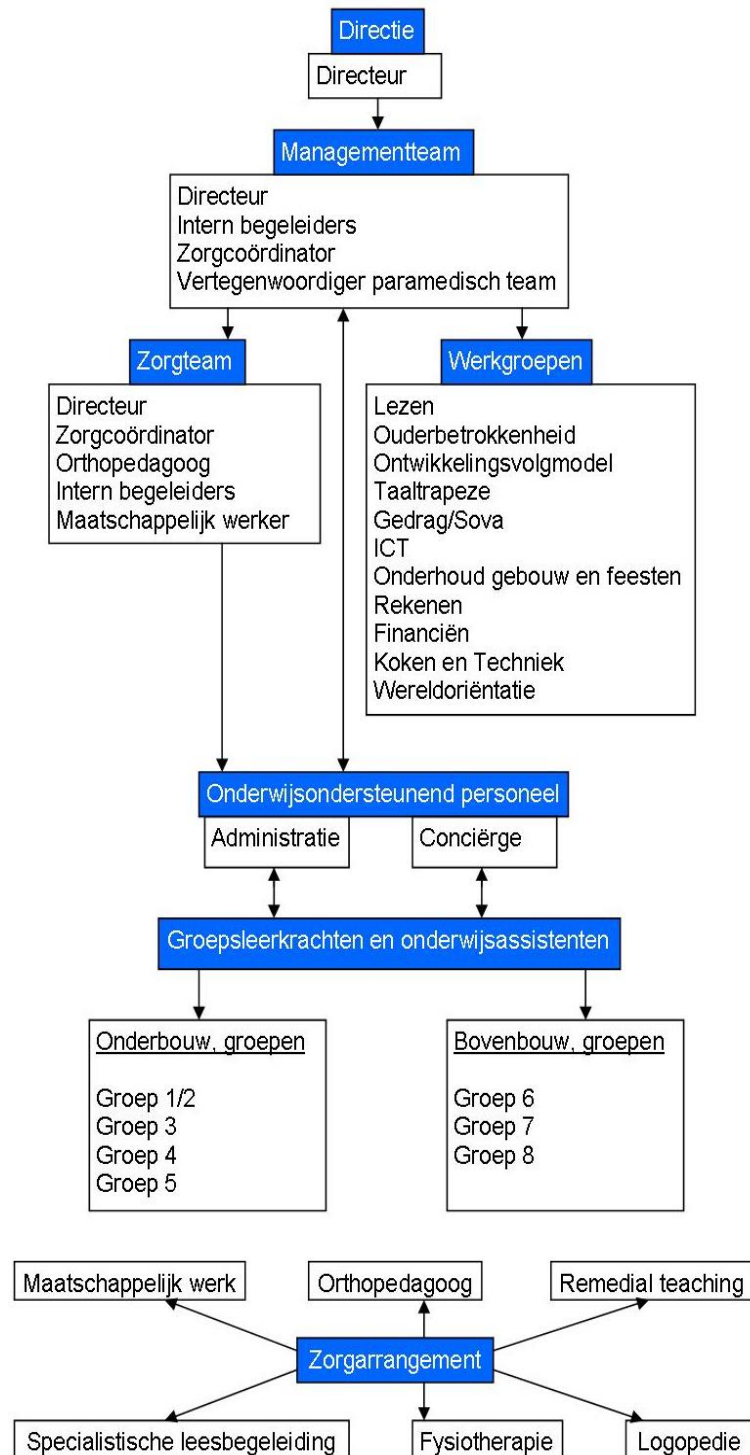 Directie
Directeur
Managementteam
Directeur
Intern begeleiders
Zorgcoördinator
Vertegenwoordiger paramedisch team
Zorgteam
Directeur
Zorgcoördinator
Orthopedagoog
Intern begeleiders
Maatschappelijk werker
Werkgroepen
Lezen
Ouderbetrokkenheid
Ontwikkelingsvolgmodel
Taaltrapeze
Gedrag/Sova
ICT
Onderhoud gebouw en feesten
Rekenen
Financiën
Koken en Techniek
Wereldoriëntatie
Onderwijsondersteunend personeel
Administratie
Conciërge
Groepsleerkrachten en onderwijsassistenten
Onderbouw, groepen
Groep 1/2
Groep 3
Groep 4
Groep 5
Bovenbouw, groepen
Groep 6
Groep 7
Groep 8
Maatschappelijk werk
Orthopedagoog
Remedial teaching
Zorgarrangement
Specialistische leesbegeleiding
Fysiotherapie
Logopedie